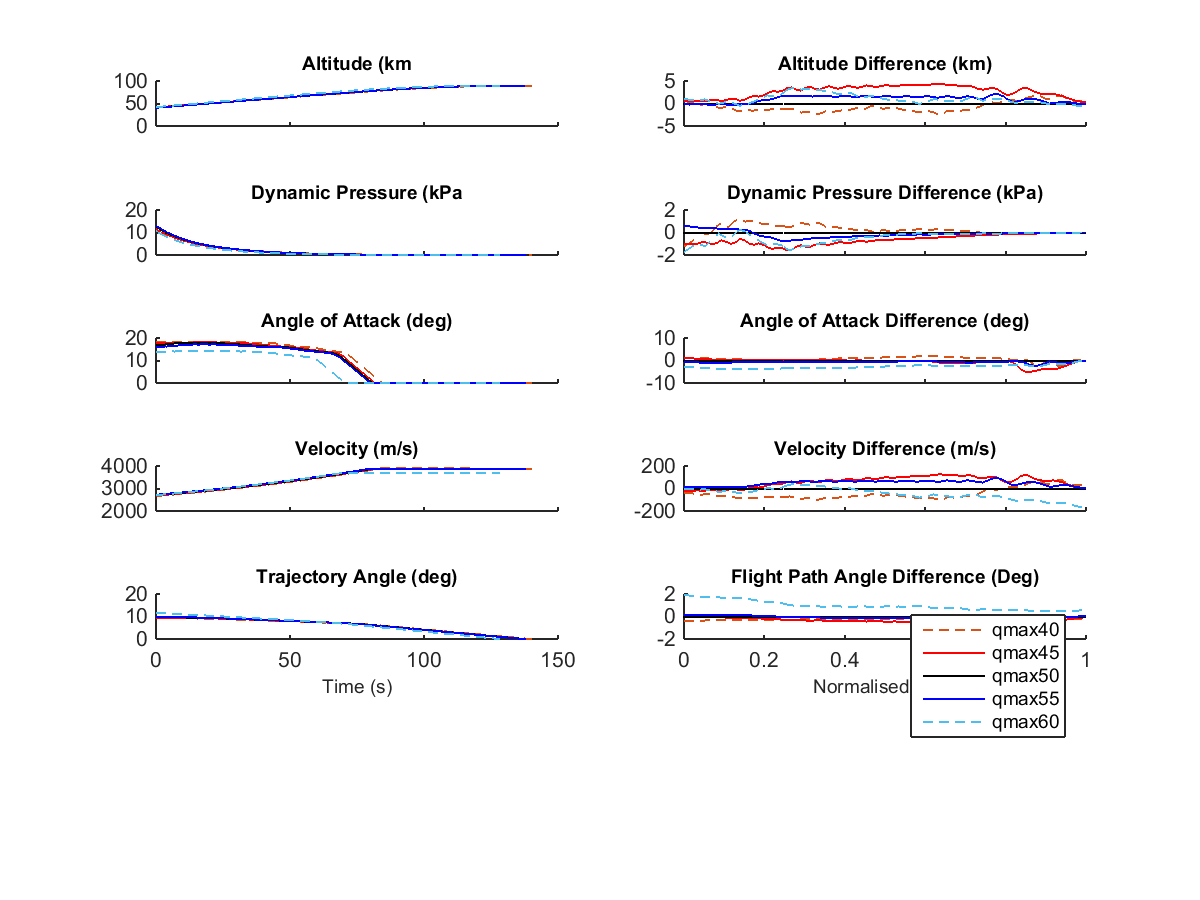 Altitude (km
100
50
0
Altitude Difference (km)
5
0
-5
Dynamic Pressure (kPa
20
10
0
Dynamic Pressure Difference (kPa)
2
0
-2
Angle of Attack (deg)
20
10
0
Angle of Attack Difference (deg)
10
0
-10
Velocity (m/s)
4000
3000
2000
Velocity Difference (m/s)
200
0
-200
Trajectory Angle (deg)
20
10
0
0 50 100 150
Time (s)
Flight Path Angle Difference (Deg)
2
0
-2
0 0.2 0.4 1
Normalised
qmax40
qmax45
qmax50
qmax55
qmax60